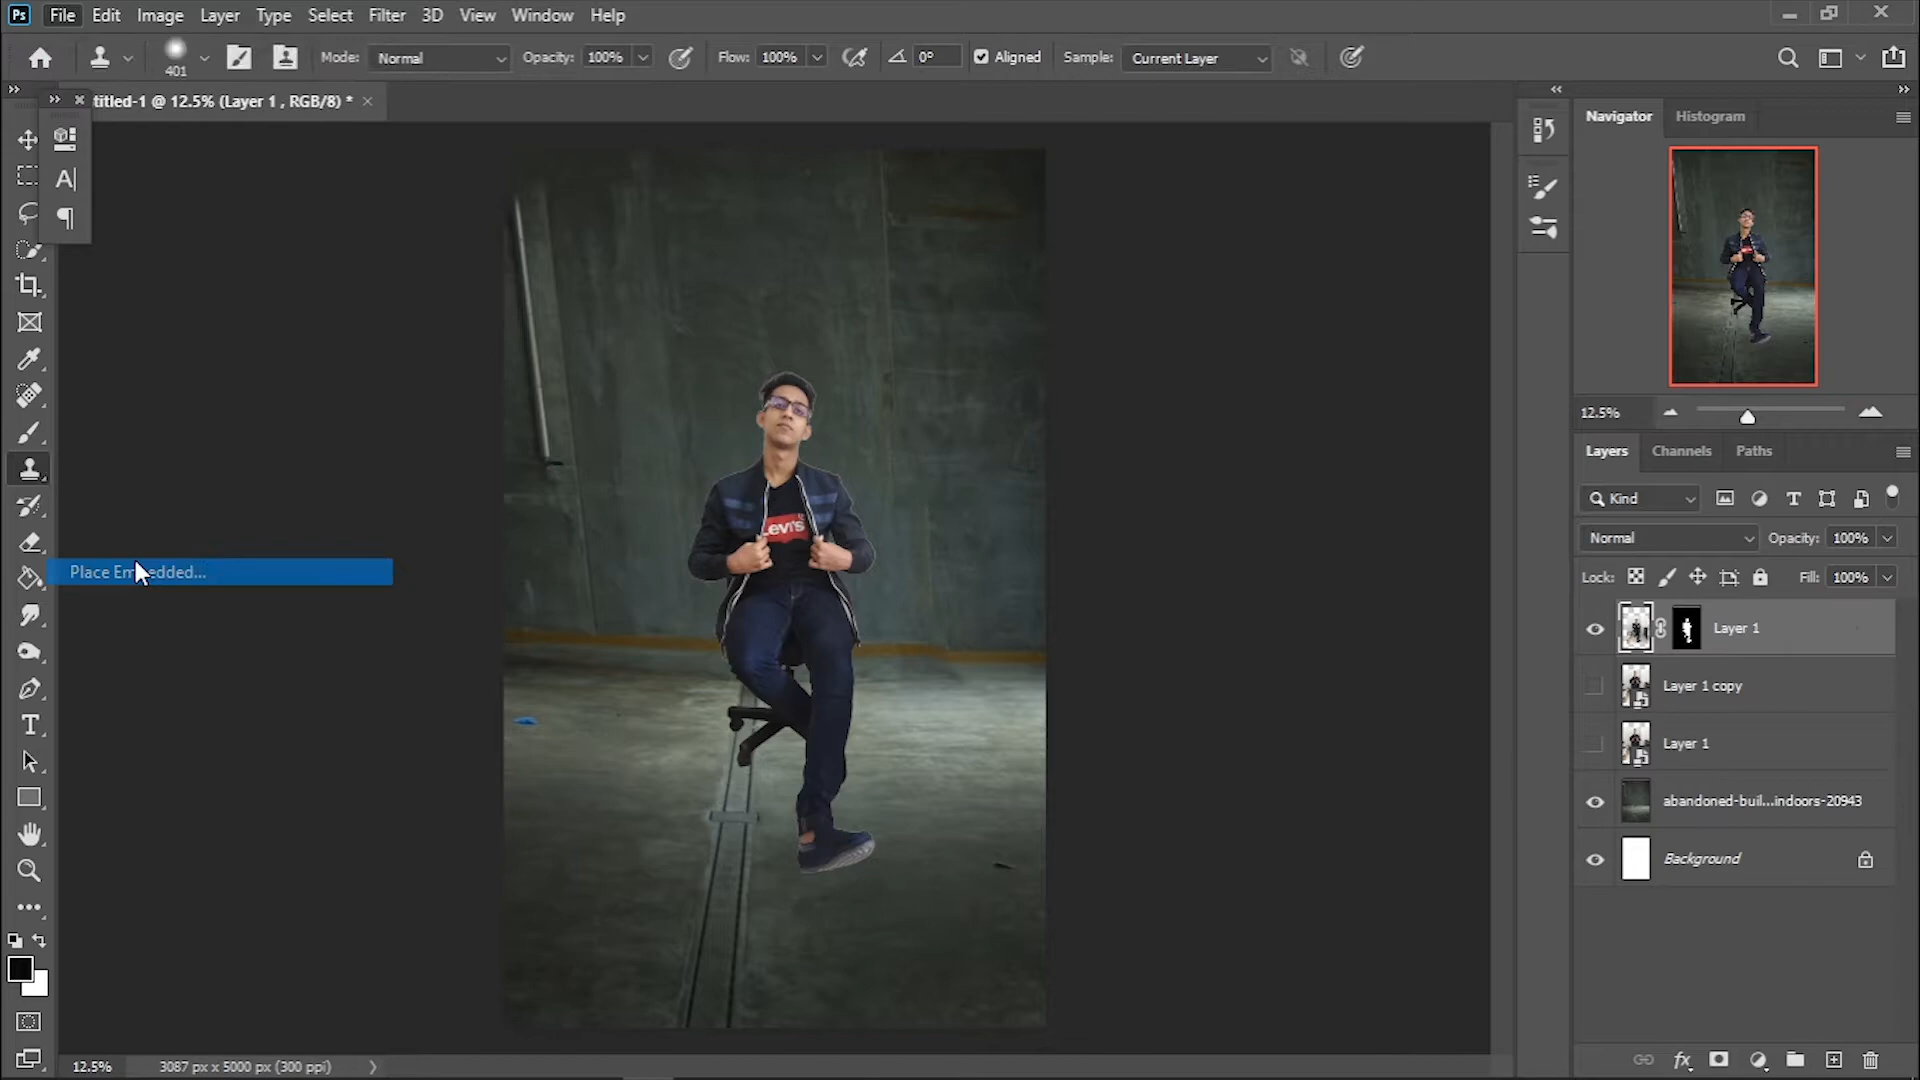 Ps File Edit Image Layer Type Select Filter 3D View Window Help
401 Mode: Normal Opacity: 100% Flow: 100% 0° Aligned Sample: Current Layer
titled-1 @ 12.5% (Layer 1 , RGB/8) *
Navigator Histogram
12.5%
Layers Channels Paths
Kind
Normal Opacity: 100%
Lock: Fill: 100%
Layer 1
Layer 1 copy
Layer 1
abandoned-buil...indoors-20943
Background
Place Embedded...
Levi's
12.5% 3087 px x 5000 px (300 ppi)